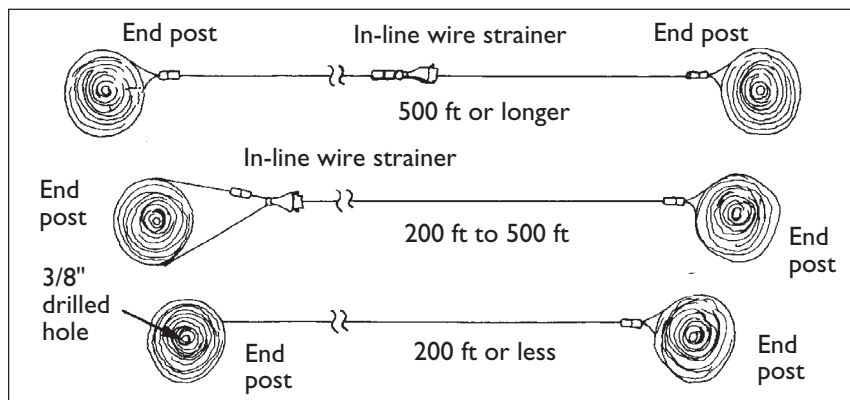 End post
In-line wire strainer
End post
500 ft or longer
In-line wire strainer
End
post
200 ft to 500 ft
End
post
3/8"
drilled
hole
End
post
200 ft or less
End
post